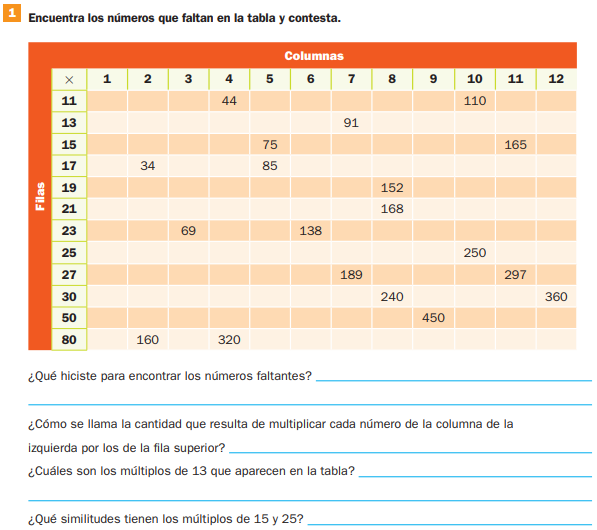 1 Encuentra los números que faltan en la tabla y contesta.
Columnas
Filas
× 1 2 3 4 5 6 7 8 9 10 11 12
11 44 110
13 91
15 75 165
17 34 85
19 152
21 168
23 69 138
25 250
27 189 297
30 240 360
50 450
80 160 320
¿Qué hiciste para encontrar los números faltantes?
¿Cómo se llama la cantidad que resulta de multiplicar cada número de la columna de la
izquierda por los de la fila superior?
¿Cuáles son los múltiplos de 13 que aparecen en la tabla?
¿Qué similitudes tienen los múltiplos de 15 y 25?